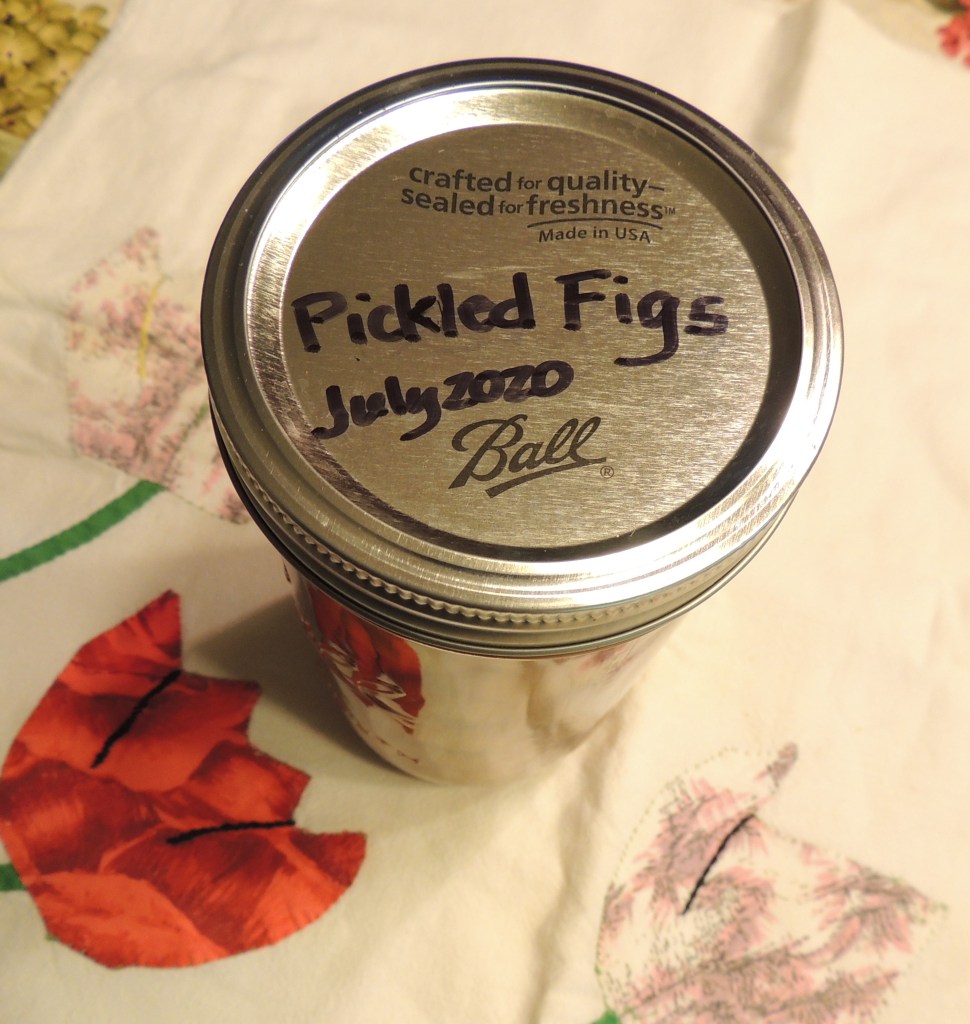 crafted for quality–
sealed for freshness™
Made in USA
Pickled Figs
July 2020
Ball®